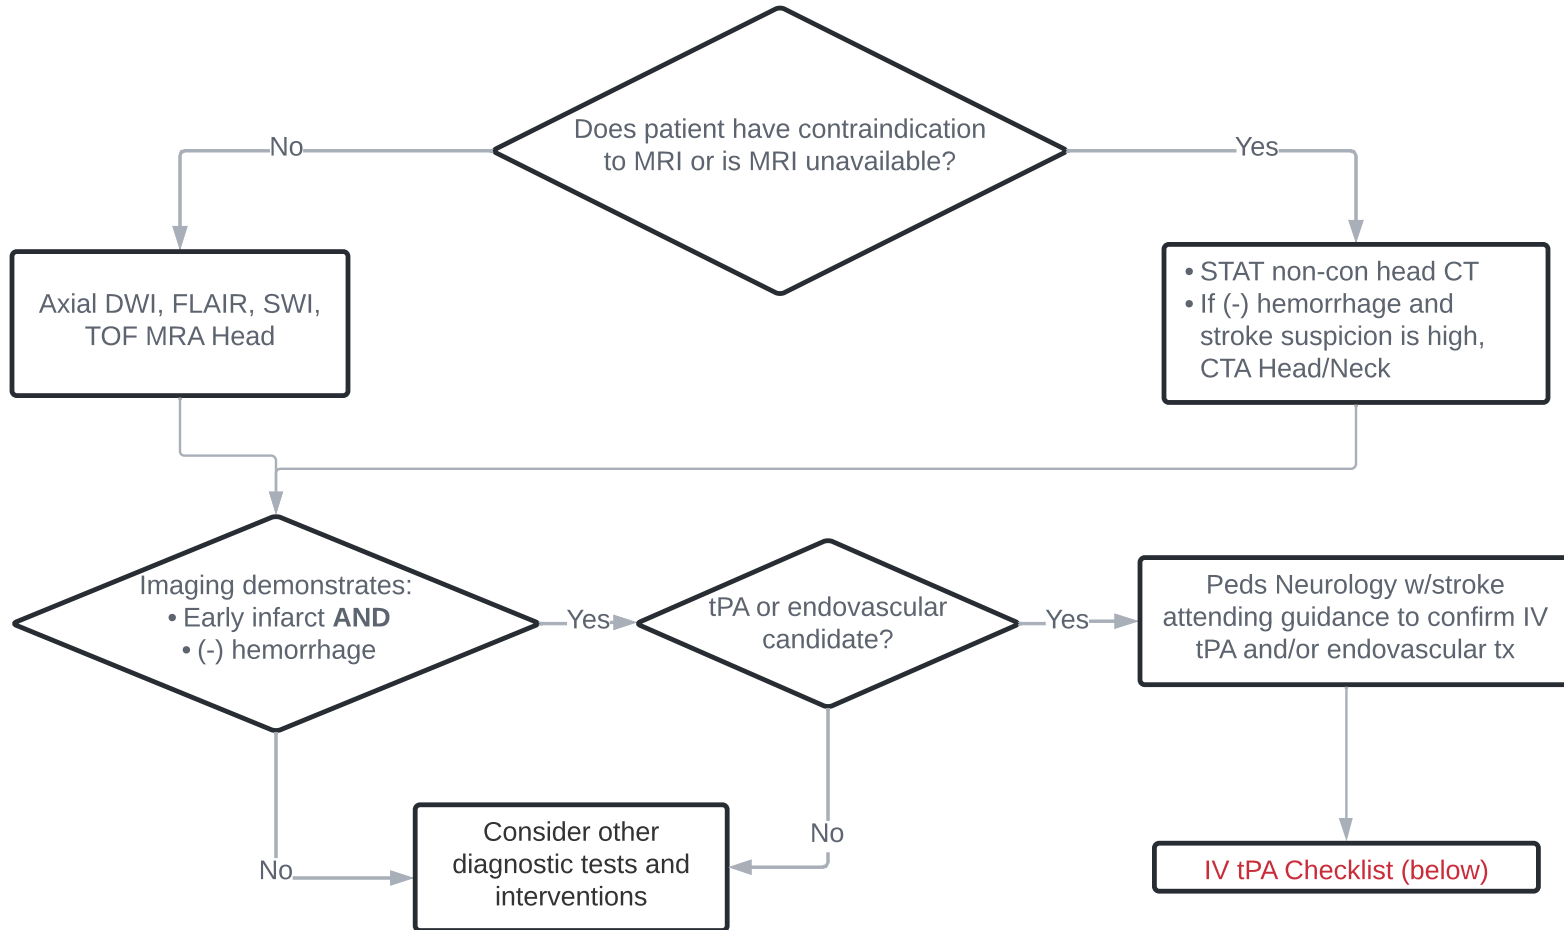 Does patient have contraindication
to MRI or is MRI unavailable?
No
Yes
Axial DWI, FLAIR, SWI,
TOF MRA Head
• STAT non-con head CT
• If (-) hemorrhage and
stroke suspicion is high,
CTA Head/Neck
Imaging demonstrates:
• Early infarct AND
• (-) hemorrhage
Yes
tPA or endovascular
candidate?
Yes
Peds Neurology w/stroke
attending guidance to confirm IV
tPA and/or endovascular tx
No
No
Consider other
diagnostic tests and
interventions
IV tPA Checklist (below)